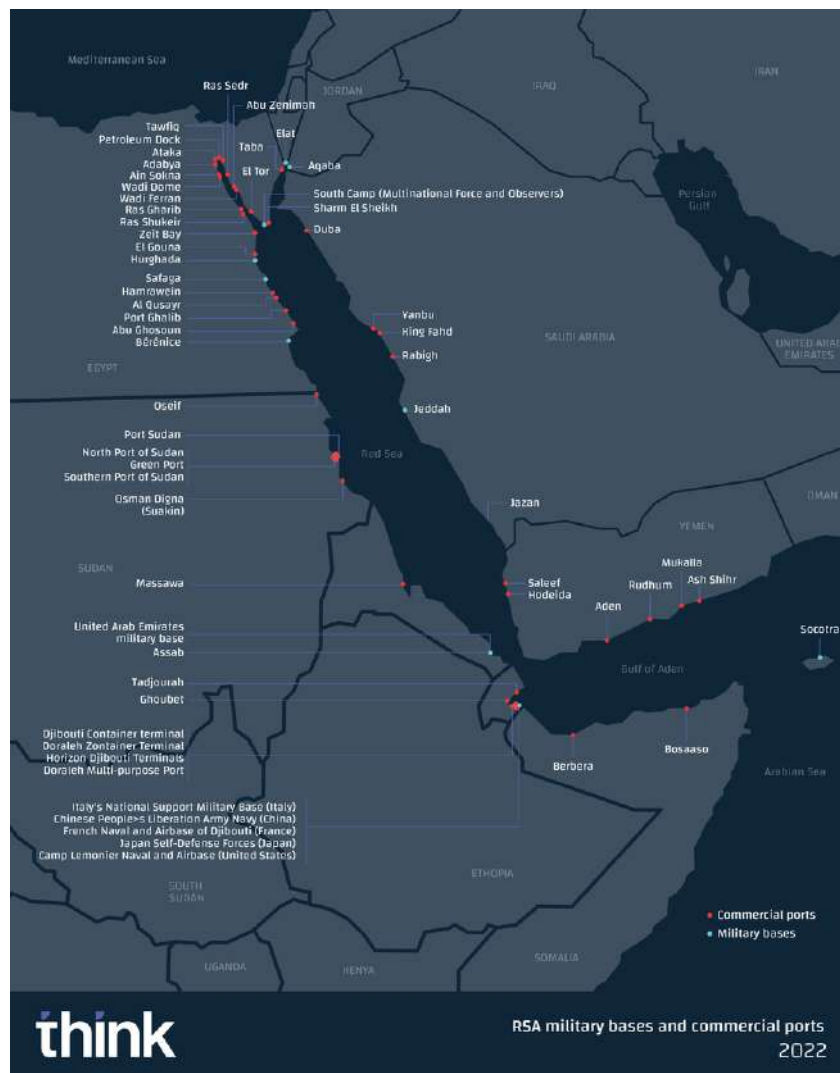 Mediterranean Sea
Ras Sedr
Abu Zenimah
JORDAN
IRAQ
IRAN
Tawfiq
Petroleum Dock
Ataka
Adabya
Ain Sokna
Wadi Dome
Wadi Ferran
Ras Gharib
Ras Shukeir
Zeit Bay
El Gouna
Hurghada
Safaga
Hamrawein
Al Qusayr
Port Ghalib
Abu Ghosoun
Bérénice
Elat
Taba
El Tor
Aqaba
South Camp (Multinational Force and Observers)
Sharm El Sheikh
Duba
Persian
Gulf
Yanbu
King Fahd
Rabigh
SAUDI ARABIA
UNITED ARAB
EMIRATES
EGYPT
Jeddah
Oseif
Port Sudan
North Port of Sudan
Green Port
Southern Port of Sudan
Osman Digna
(Suakin)
Red Sea
Jazan
OMAN
YEMEN
SUDAN
Massawa
Saleef
Hodeida
Mukalla
Ash Shihr
Rudhum
Aden
Socotra
United Arab Emirates
military base
Assab
Gulf of Aden
Tadjourah
Ghoubet
Djibouti Container terminal
Doraleh Zontainer Terminal
Horizon Djibouti Terminals
Doraleh Multi-purpose Port
Berbera
Bosaaso
Arabian Sea
Italy's National Support Military Base (Italy)
Chinese People>s Liberation Army Navy (China)
French Naval and Airbase of Djibouti (France)
Japan Self-Defense Forces (Japan)
Camp Lemonier Naval and Airbase (United States)
ETHIOPIA
SOUTH
SUDAN
Commercial ports
Military bases
UGANDA
KENYA
SOMALIA
think
RSA military bases and commercial ports
2022